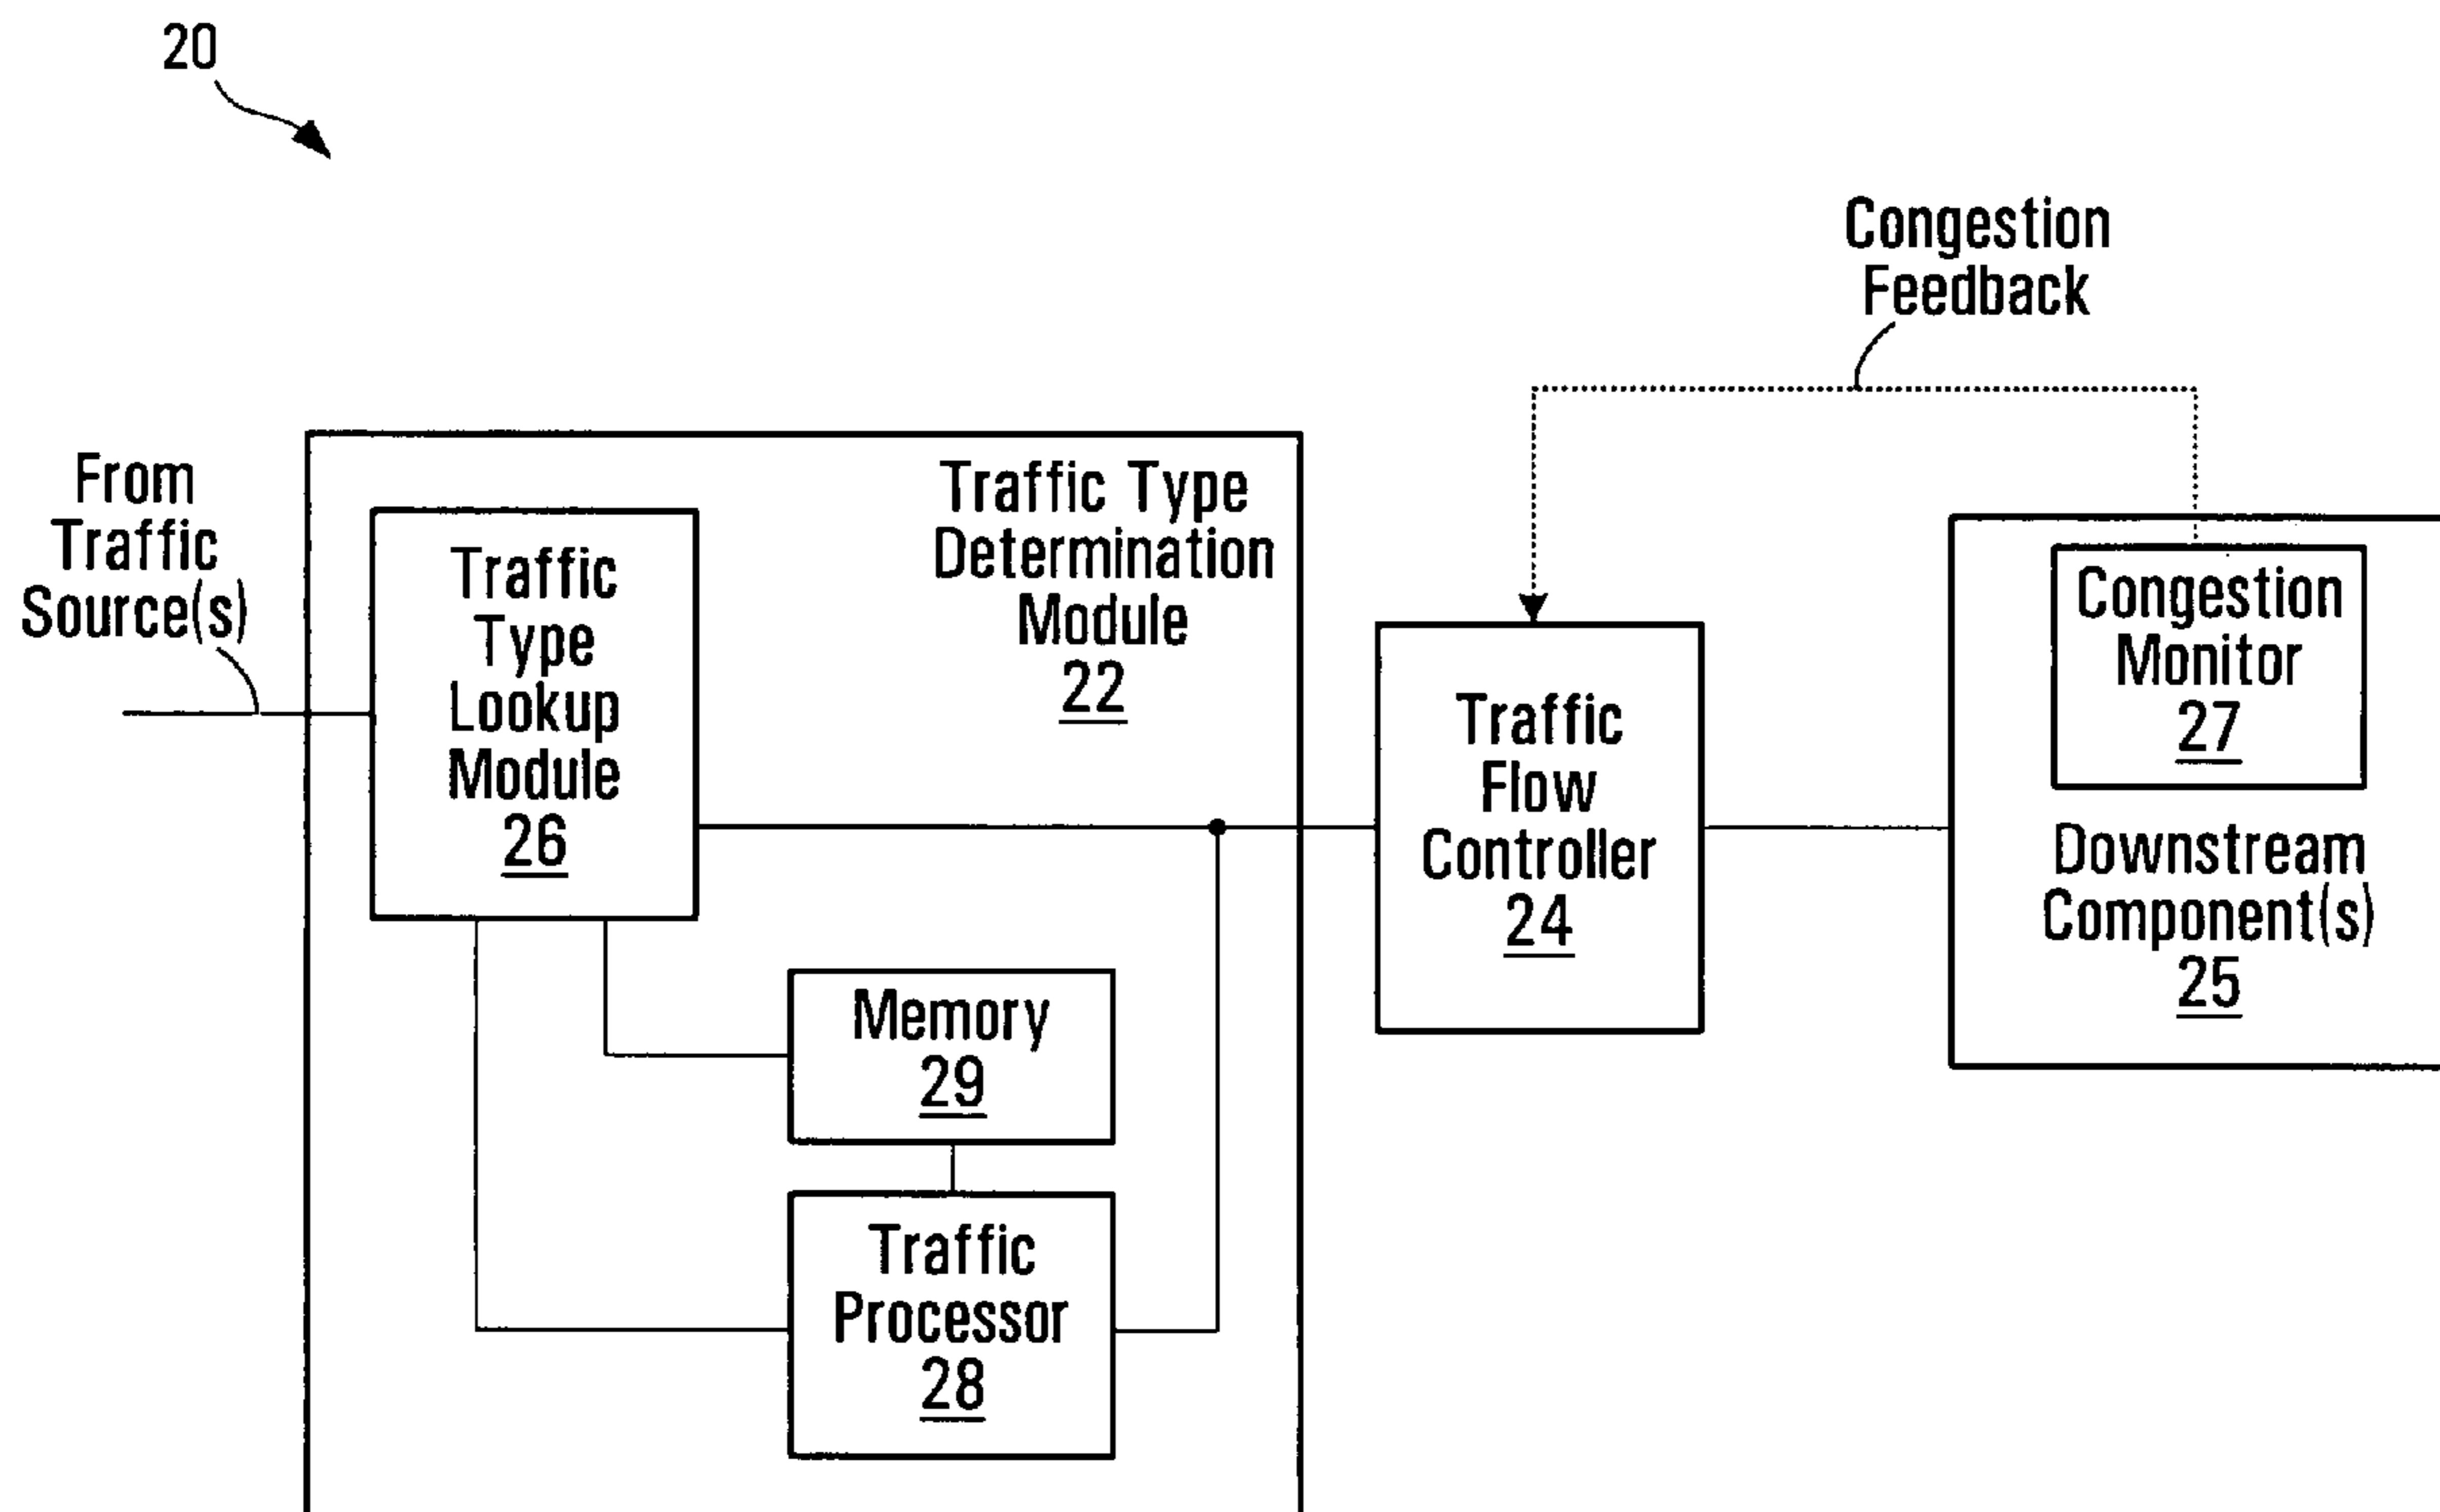 20
Congestion
Feedback
From
Traffic
Source(s)
Traffic Type
Determination
Module
22
Traffic
Type
Lookup
Module
26
Congestion
Monitor
27
Traffic
Flow
Controller
24
Downstream
Component(s)
25
Memory
29
Traffic
Processor
28